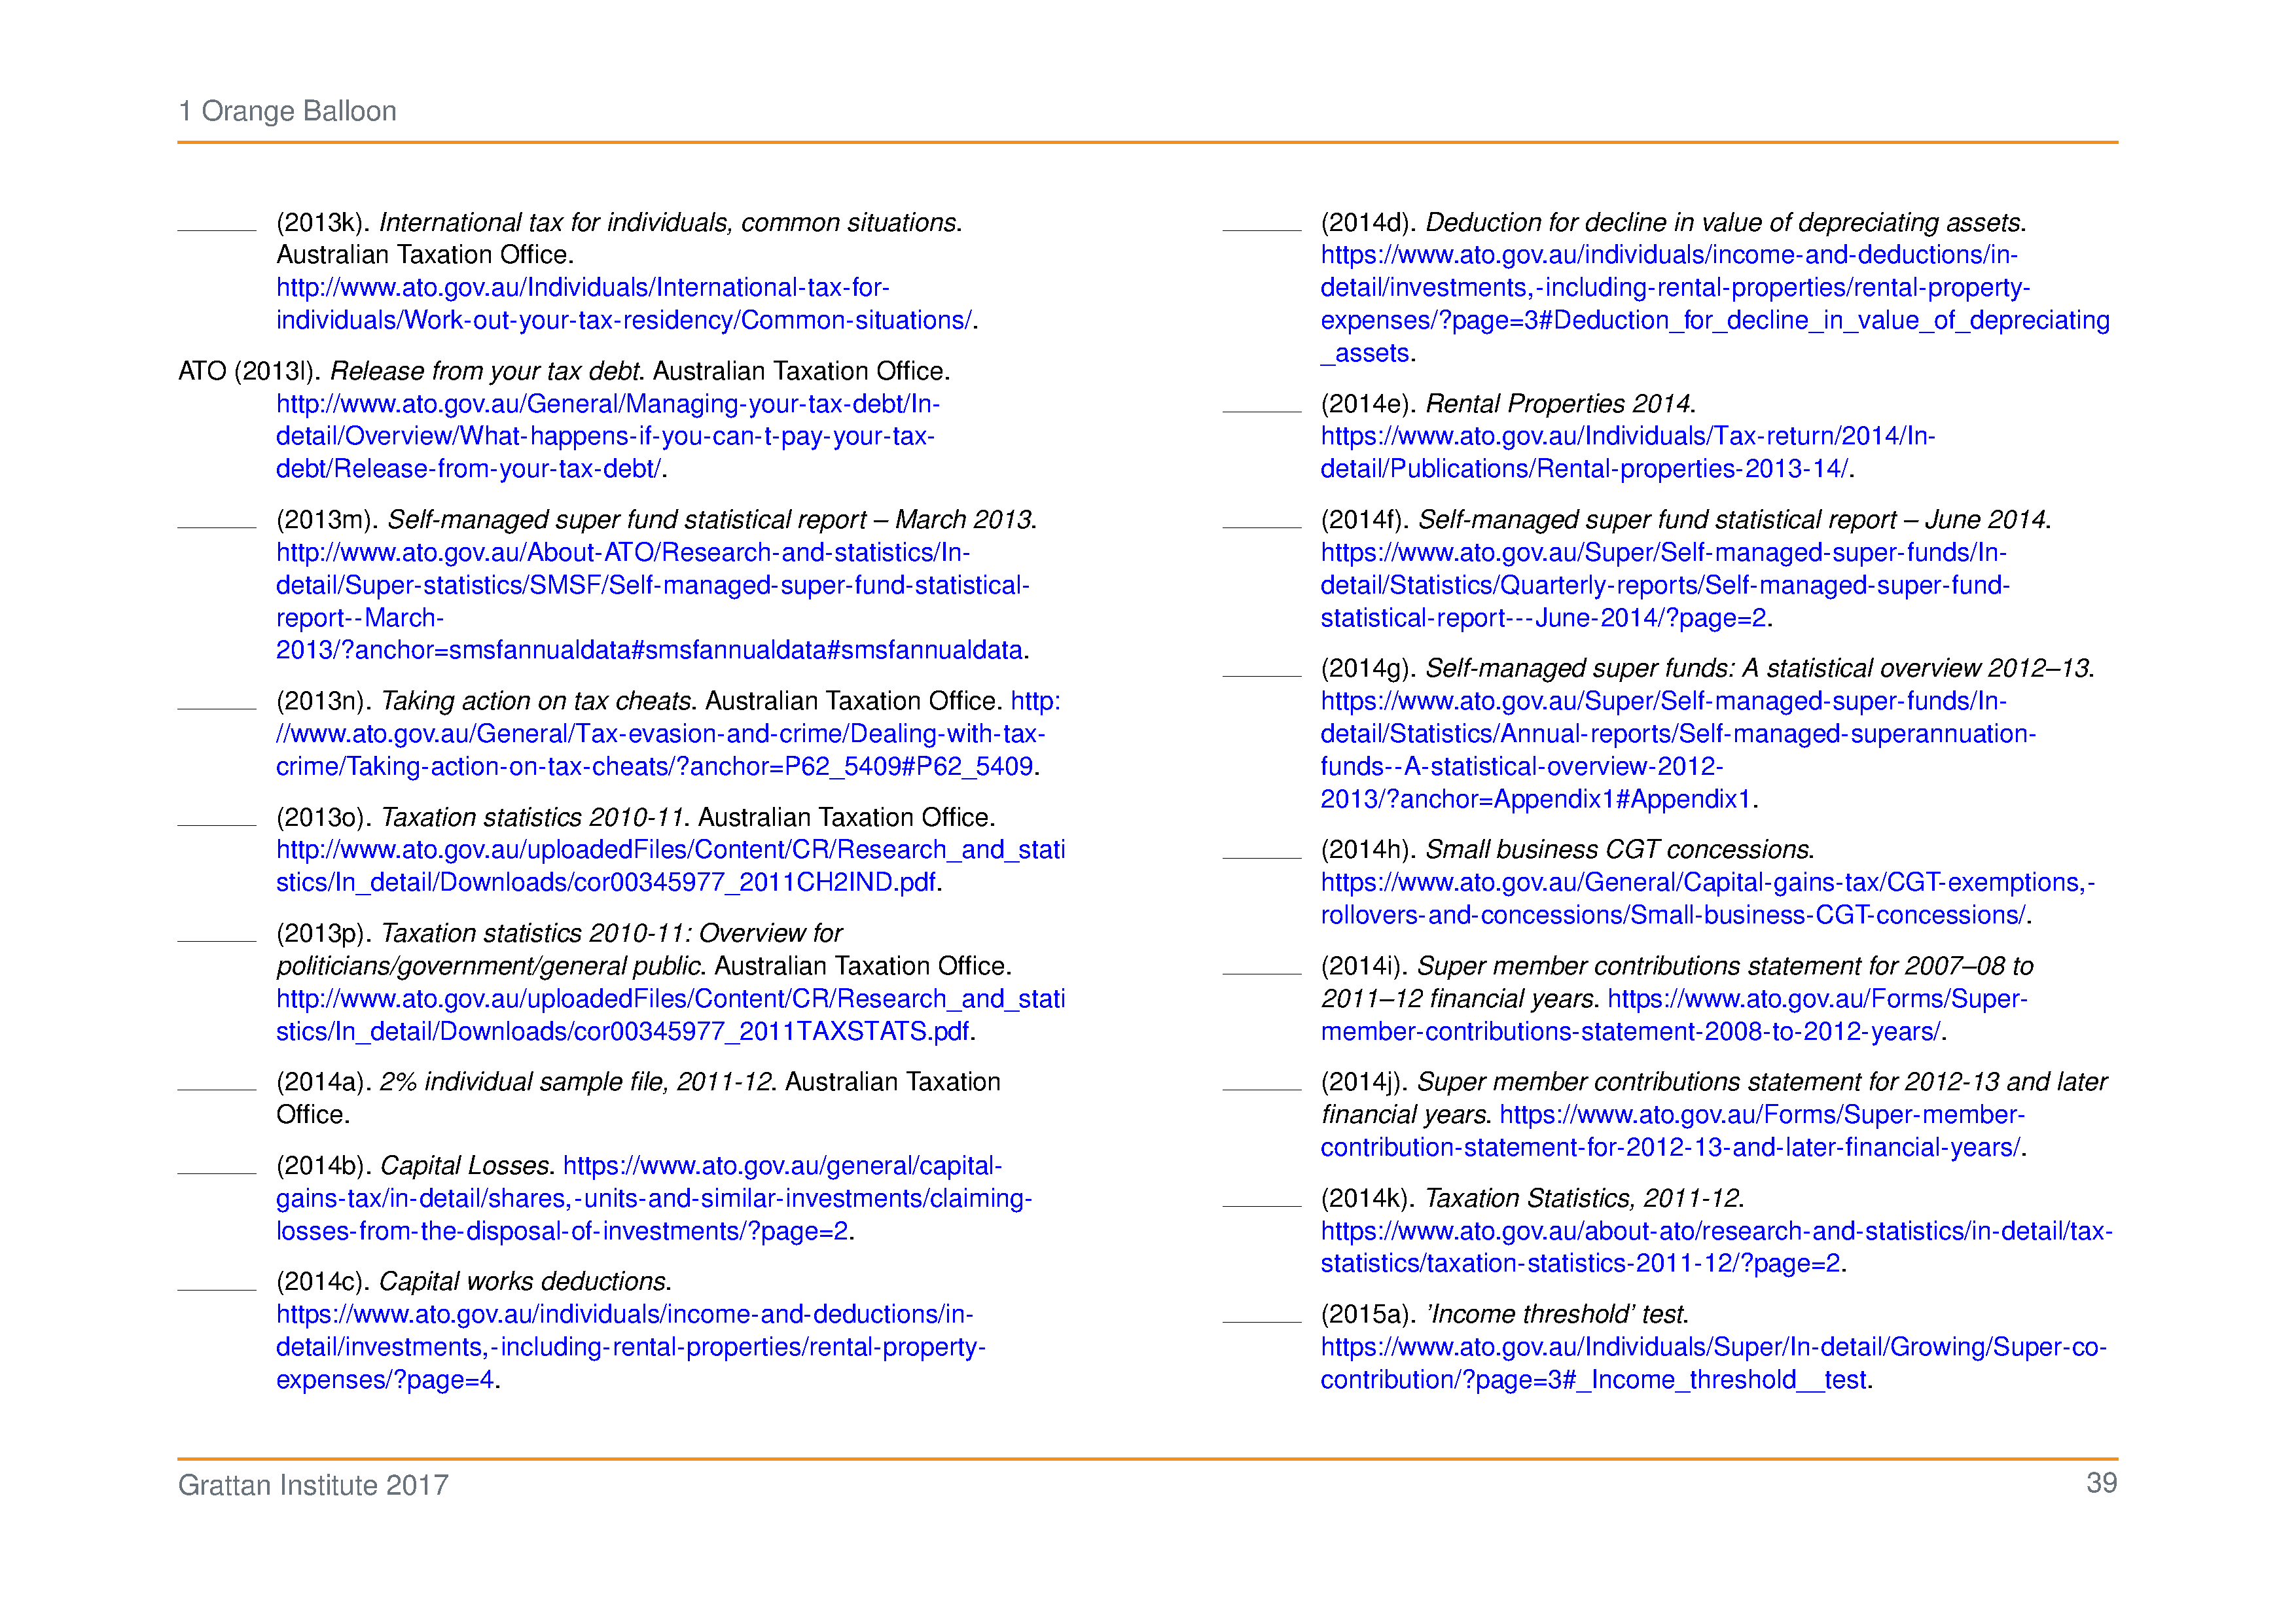 1 Orange Balloon
(2013k). International tax for individuals, common situations.
Australian Taxation Office.
http://www.ato.gov.au/Individuals/International-tax-for-
individuals/Work-out-your-tax-residency/Common-situations/.
ATO (2013l). Release from your tax debt. Australian Taxation Office.
http://www.ato.gov.au/General/Managing-your-tax-debt/In-
detail/Overview/What-happens-if-you-can-t-pay-your-tax-
debt/Release-from-your-tax-debt/.
(2013m). Self-managed super fund statistical report – March 2013.
http://www.ato.gov.au/About-ATO/Research-and-statistics/In-
detail/Super-statistics/SMSF/Self-managed-super-fund-statistical-
report--March-
2013/?anchor=smsfannualdata#smsfannualdata#smsfannualdata.
(2013n). Taking action on tax cheats. Australian Taxation Office. http:
//www.ato.gov.au/General/Tax-evasion-and-crime/Dealing-with-tax-
crime/Taking-action-on-tax-cheats/?anchor=P62_5409#P62_5409.
(2013o). Taxation statistics 2010-11. Australian Taxation Office.
http://www.ato.gov.au/uploadedFiles/Content/CR/Research_and_stati
stics/In_detail/Downloads/cor00345977_2011CH2IND.pdf.
(2013p). Taxation statistics 2010-11: Overview for
politicians/government/general public. Australian Taxation Office.
http://www.ato.gov.au/uploadedFiles/Content/CR/Research_and_stati
stics/In_detail/Downloads/cor00345977_2011TAXSTATS.pdf.
(2014a). 2% individual sample file, 2011-12. Australian Taxation
Office.
(2014b). Capital Losses. https://www.ato.gov.au/general/capital-
gains-tax/in-detail/shares,-units-and-similar-investments/claiming-
losses-from-the-disposal-of-investments/?page=2.
(2014c). Capital works deductions.
https://www.ato.gov.au/individuals/income-and-deductions/in-
detail/investments,-including-rental-properties/rental-property-
expenses/?page=4.
(2014d). Deduction for decline in value of depreciating assets.
https://www.ato.gov.au/individuals/income-and-deductions/in-
detail/investments,-including-rental-properties/rental-property-
expenses/?page=3#Deduction_for_decline_in_value_of_depreciating
_assets.
(2014e). Rental Properties 2014.
https://www.ato.gov.au/Individuals/Tax-return/2014/In-
detail/Publications/Rental-properties-2013-14/.
(2014f). Self-managed super fund statistical report – June 2014.
https://www.ato.gov.au/Super/Self-managed-super-funds/In-
detail/Statistics/Quarterly-reports/Self-managed-super-fund-
statistical-report---June-2014/?page=2.
(2014g). Self-managed super funds: A statistical overview 2012–13.
https://www.ato.gov.au/Super/Self-managed-super-funds/In-
detail/Statistics/Annual-reports/Self-managed-superannuation-
funds--A-statistical-overview-2012-
2013/?anchor=Appendix1#Appendix1.
(2014h). Small business CGT concessions.
https://www.ato.gov.au/General/Capital-gains-tax/CGT-exemptions,-
rollovers-and-concessions/Small-business-CGT-concessions/.
(2014i). Super member contributions statement for 2007–08 to
2011–12 financial years. https://www.ato.gov.au/Forms/Super-
member-contributions-statement-2008-to-2012-years/.
(2014j). Super member contributions statement for 2012-13 and later
financial years. https://www.ato.gov.au/Forms/Super-member-
contribution-statement-for-2012-13-and-later-financial-years/.
(2014k). Taxation Statistics, 2011-12.
https://www.ato.gov.au/about-ato/research-and-statistics/in-detail/tax-
statistics/taxation-statistics-2011-12/?page=2.
(2015a). 'Income threshold' test.
https://www.ato.gov.au/Individuals/Super/In-detail/Growing/Super-co-
contribution/?page=3#_Income_threshold__test.
Grattan Institute 2017
39